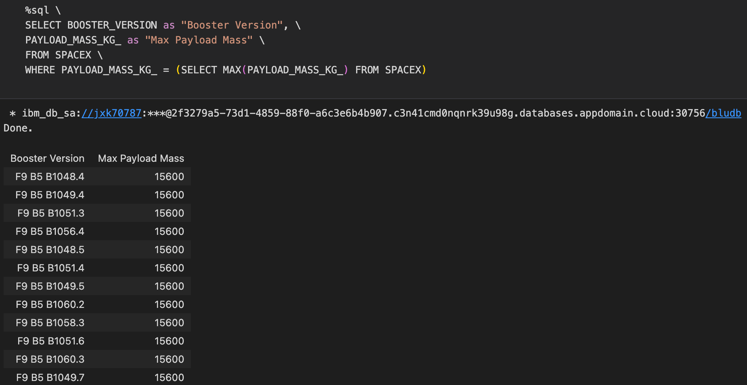 %sql \
SELECT BOOSTER_VERSION as "Booster Version", \
PAYLOAD_MASS_KG_ as "Max Payload Mass" \
FROM SPACEX \
WHERE PAYLOAD_MASS_KG_ = (SELECT MAX(PAYLOAD_MASS_KG_) FROM SPACEX)
* ibm_db_sa://jxk70787:***@2f3279a5-73d1-4859-88f0-a6c3e6b4b907.c3n41cmd0nqnrk39u98g.databases.appdomain.cloud:30756/bludb
Done.
Booster Version Max Payload Mass
F9 B5 B1048.4 15600
F9 B5 B1049.4 15600
F9 B5 B1051.3 15600
F9 B5 B1056.4 15600
F9 B5 B1048.5 15600
F9 B5 B1051.4 15600
F9 B5 B1049.5 15600
F9 B5 B1060.2 15600
F9 B5 B1058.3 15600
F9 B5 B1051.6 15600
F9 B5 B1060.3 15600
F9 B5 B1049.7 15600